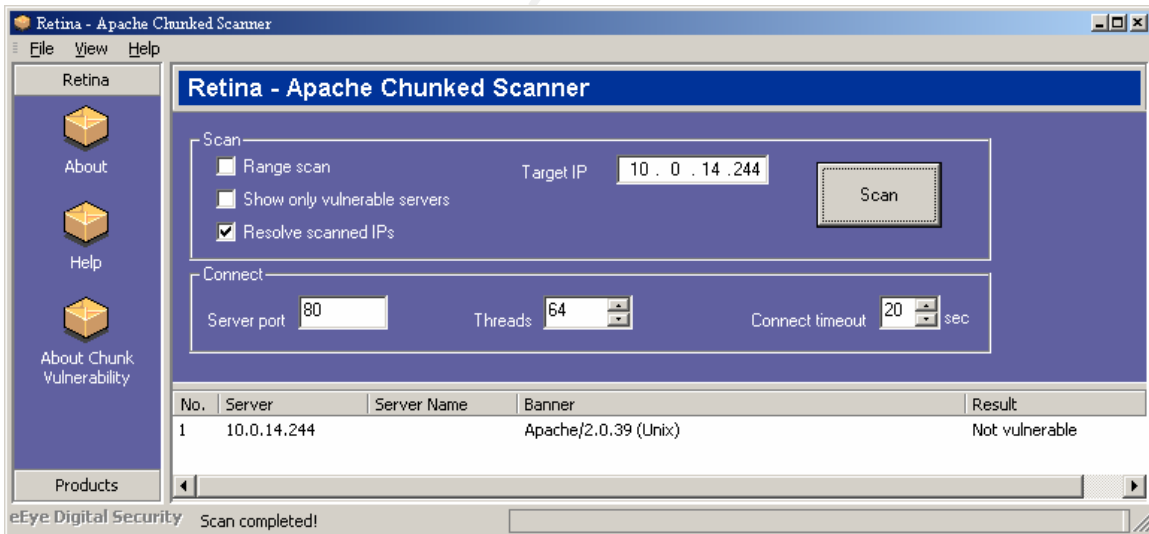 Retina - Apache Chunked Scanner
File View Help
Retina
About
Help
About Chunk
Vulnerability
Products
Retina - Apache Chunked Scanner
Scan
Range scan
Show only vulnerable servers
Resolve scanned IPs
Target IP 10 . 0 . 14 .244
Scan
Connect
Server port 80 Threads 64 Connect timeout 20 sec
No. Server Server Name Banner Result
1 10.0.14.244 Apache/2.0.39 (Unix) Not vulnerable
eEye Digital Security Scan completed!